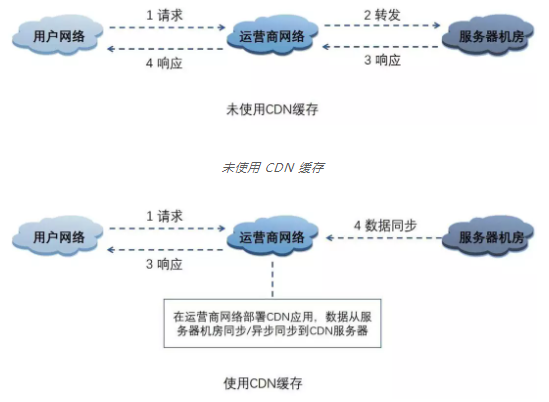 1 请求
2 转发
用户网络
运营商网络
服务器机房
4 响应
3 响应
未使用CDN缓存
未使用 CDN 缓存
1 请求
4 数据同步
用户网络
运营商网络
服务器机房
3 响应
在运营商网络部署CDN应用，数据从服
务器机房同步/异步同步到CDN服务器
使用CDN缓存